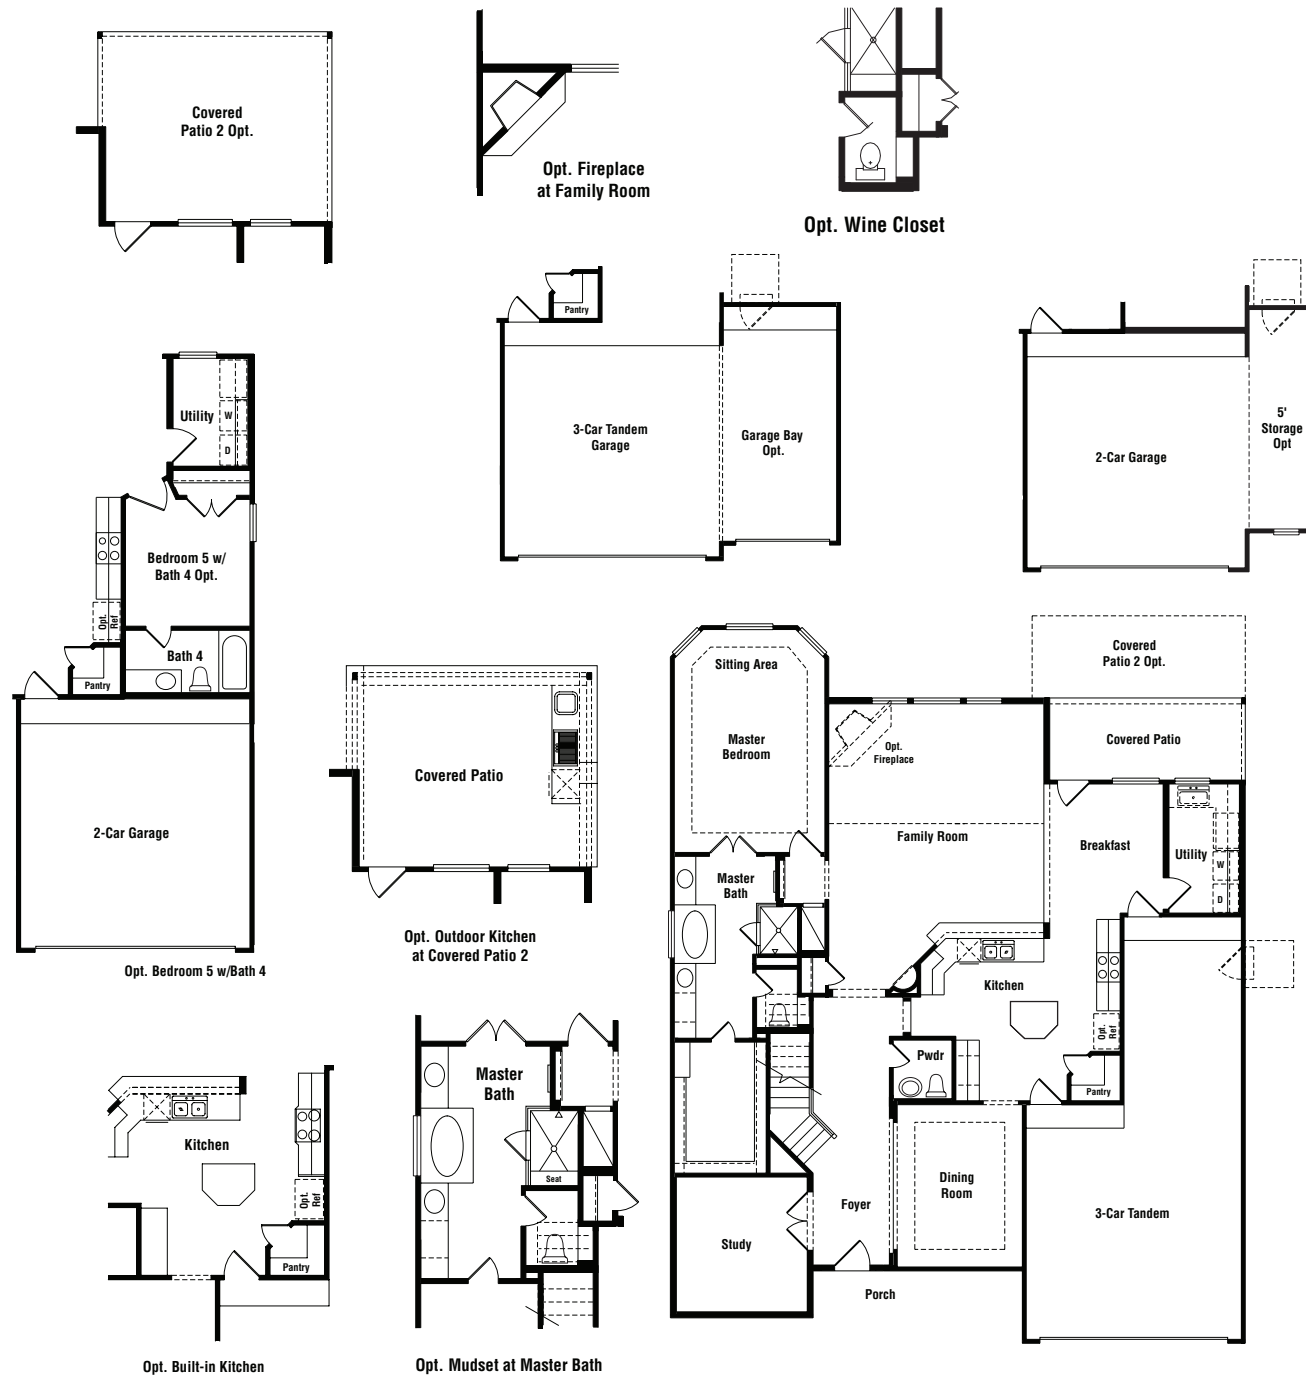 Covered
Patio 2 Opt.
Opt. Fireplace
at Family Room
Opt. Wine Closet
Pantry
3-Car Tandem
Garage
Garage Bay
Opt.
2-Car Garage
5'
Storage
Opt
Utility
W
D
Bedroom 5 w/
Bath 4 Opt.
Opt.
Ref
Bath 4
Pantry
2-Car Garage
Opt. Bedroom 5 w/Bath 4
Covered Patio
Opt. Outdoor Kitchen
at Covered Patio 2
Sitting Area
Master
Bedroom
Opt.
Fireplace
Covered
Patio 2 Opt.
Covered Patio
Family Room
Breakfast
Utility
W
D
Master
Bath
Kitchen
Opt.
Ref
Pwdr
Pantry
Dining
Room
Foyer
Study
Porch
3-Car Tandem
Kitchen
Opt.
Ref
Pantry
Opt. Built-in Kitchen
Master
Bath
Seat
Opt. Mudset at Master Bath